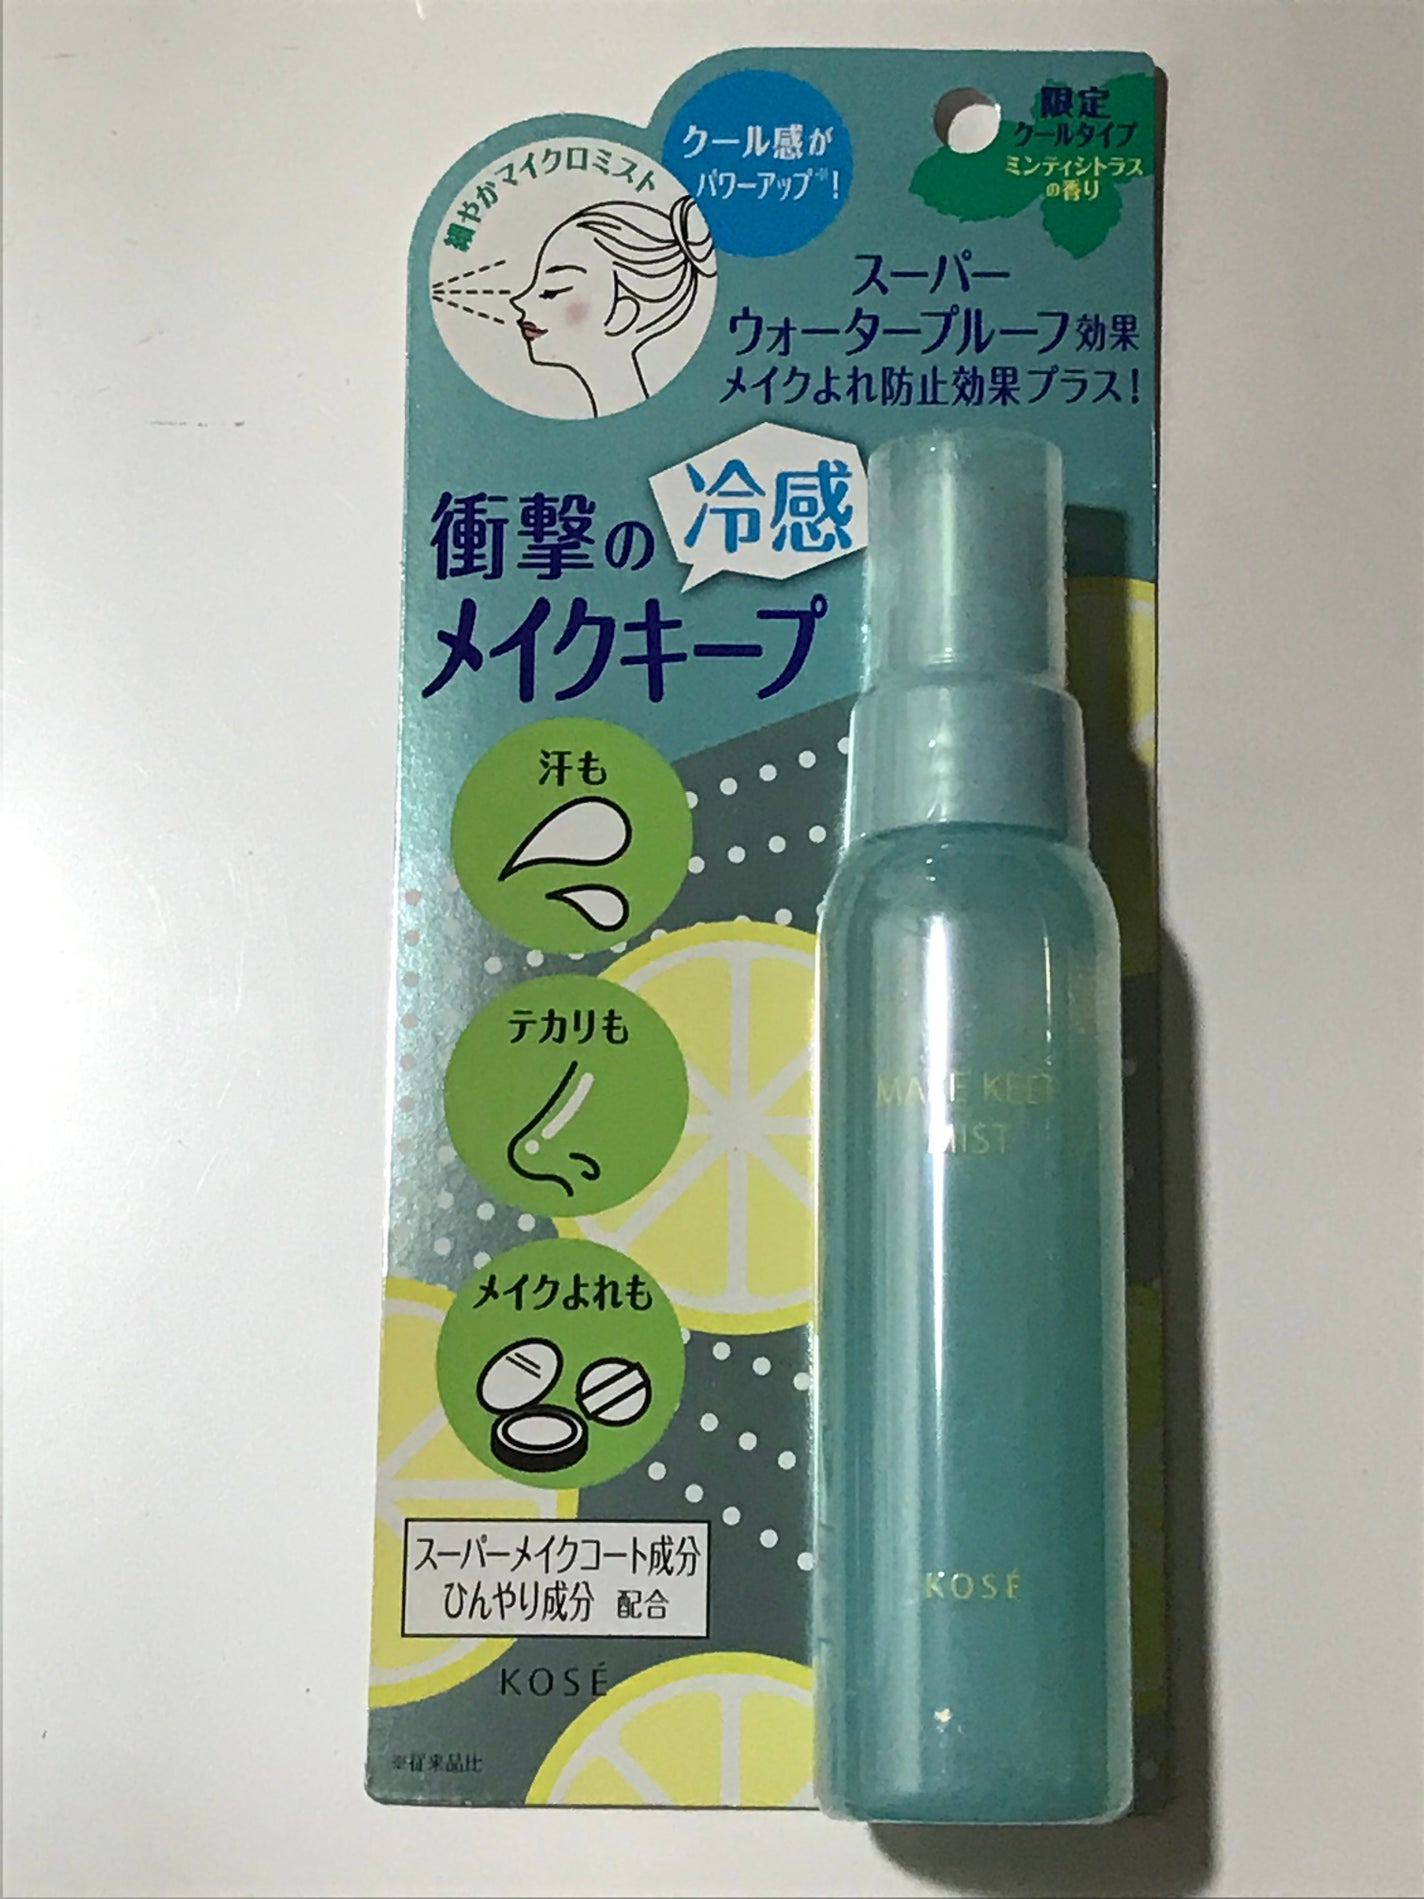 細やかマイクロミスト
クール感が
パワーアップ※!
限定
クールタイプ
ミンティシトラス
の香り
スーパー
ウォータープルーフ効果
メイクよれ防止効果プラス!
衝撃の冷感
メイクキープ
汗も
テカリも
メイクよれも
スーパーメイクコート成分
ひんやり成分 配合
KOSÉ
※従来品比
MAKE KEEP
MIST
KOSÉ